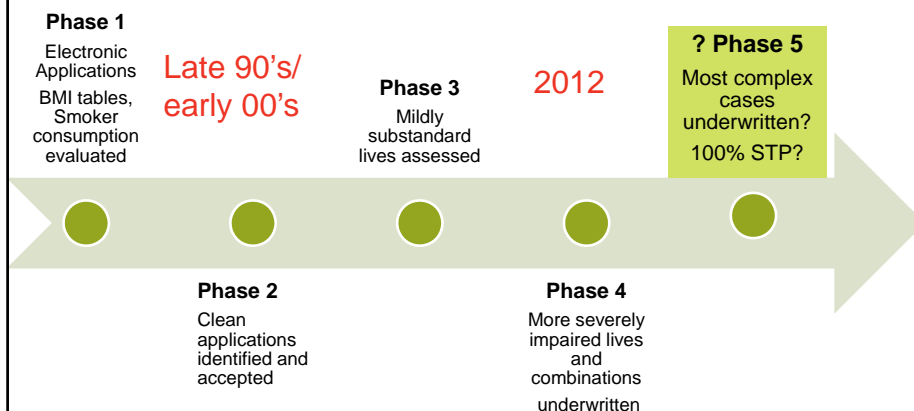 Phase 1
Electronic
Applications
BMI tables,
Smoker
consumption
evaluated
Late 90's/
early 00's
Phase 3
Mildly
substandard
lives assessed
2012
? Phase 5
Most complex
cases
underwritten?
100% STP?
Phase 2
Clean
applications
identified and
accepted
Phase 4
More severely
impaired lives
and
combinations
underwritten